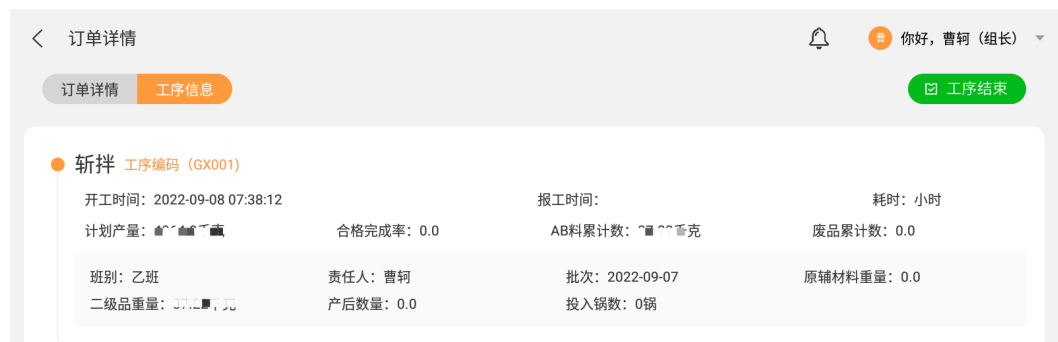 订单详情
你好，曹轲（组长）
订单详情 工序信息
工序结束
斩拌 工序编码（GX001)
开工时间：2022-09-08 07:38:12 报工时间： 耗时：小时
计划产量： 合格完成率：0.0 AB料累计数： 千克 废品累计数：0.0
班别：乙班 责任人：曹轲 批次：2022-09-07 原辅材料重量：0.0
二级品重量： 产后数量：0.0 投入锅数：0锅